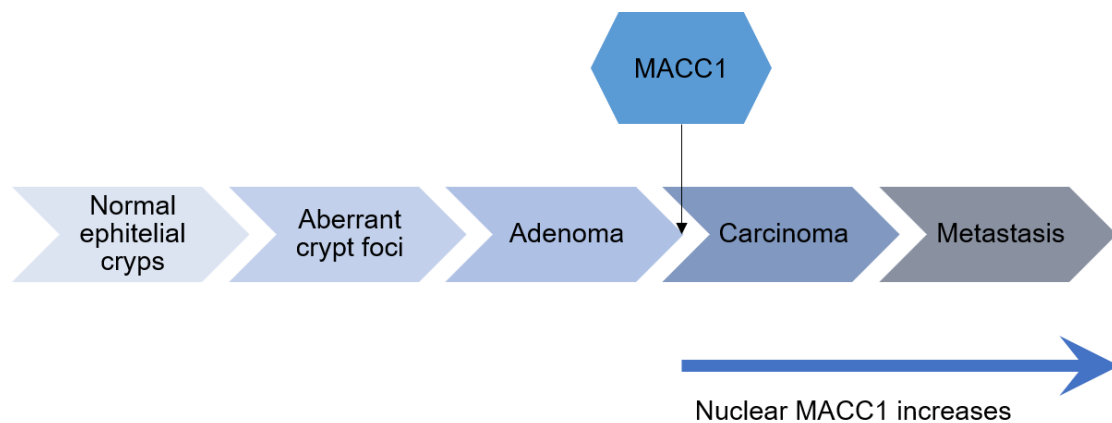 MACC1
Normal
ephitelial
cryps
Aberrant
crypt foci
Adenoma
Carcinoma
Metastasis
Nuclear MACC1 increases